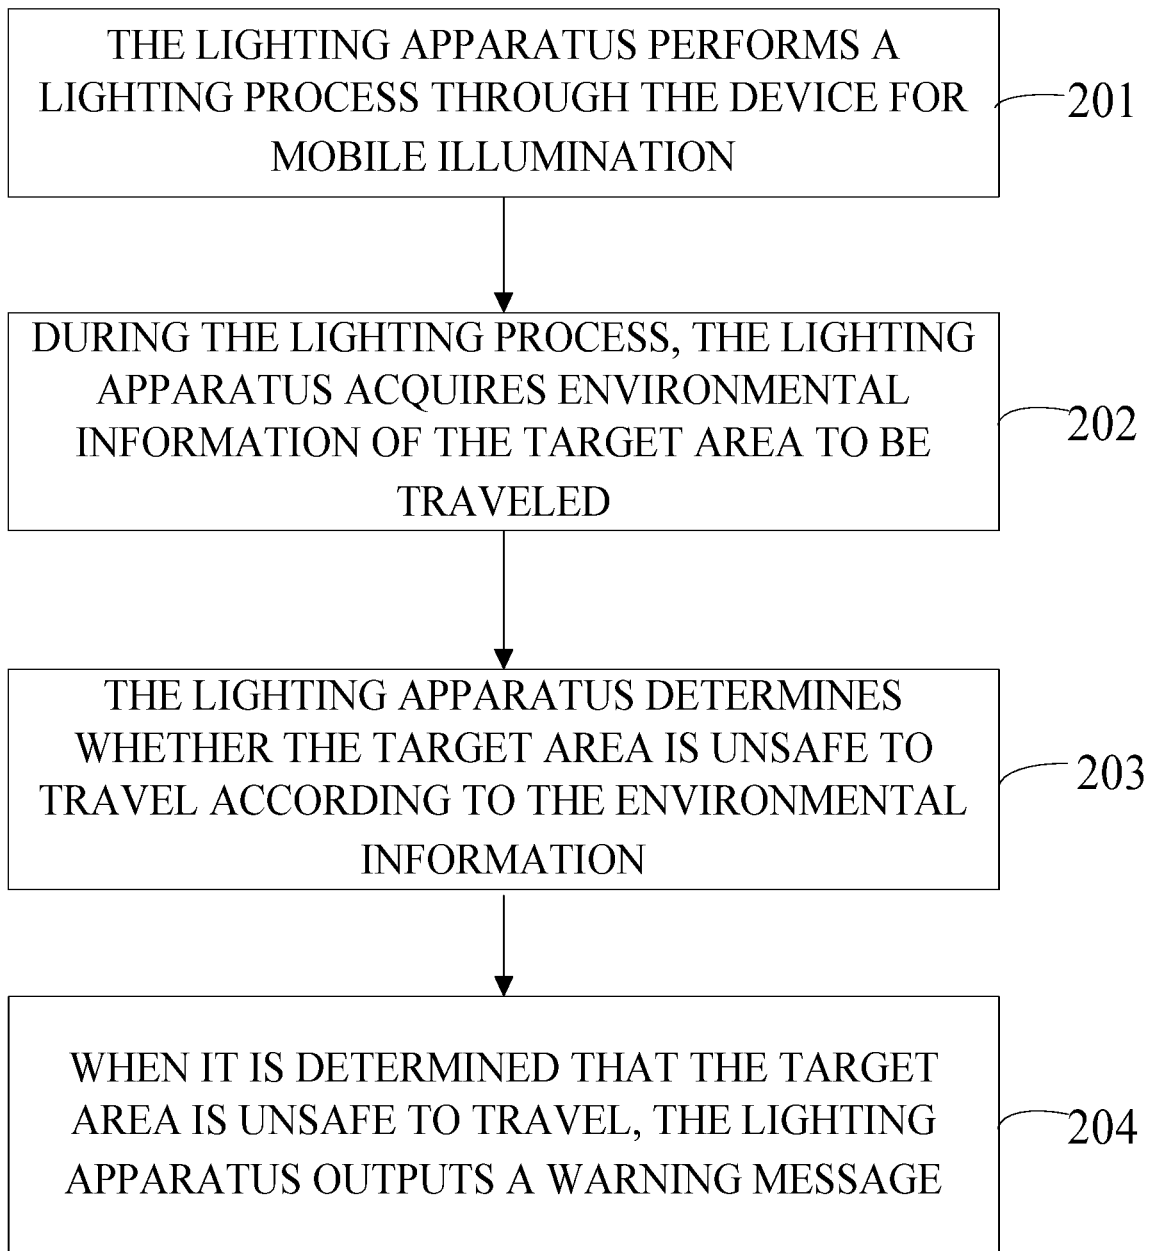 THE LIGHTING APPARATUS PERFORMS A
LIGHTING PROCESS THROUGH THE DEVICE FOR
MOBILE ILLUMINATION
201
DURING THE LIGHTING PROCESS, THE LIGHTING
APPARATUS ACQUIRES ENVIRONMENTAL
INFORMATION OF THE TARGET AREA TO BE
TRAVELED
202
THE LIGHTING APPARATUS DETERMINES
WHETHER THE TARGET AREA IS UNSAFE TO
TRAVEL ACCORDING TO THE ENVIRONMENTAL
INFORMATION
203
WHEN IT IS DETERMINED THAT THE TARGET
AREA IS UNSAFE TO TRAVEL, THE LIGHTING
APPARATUS OUTPUTS A WARNING MESSAGE
204